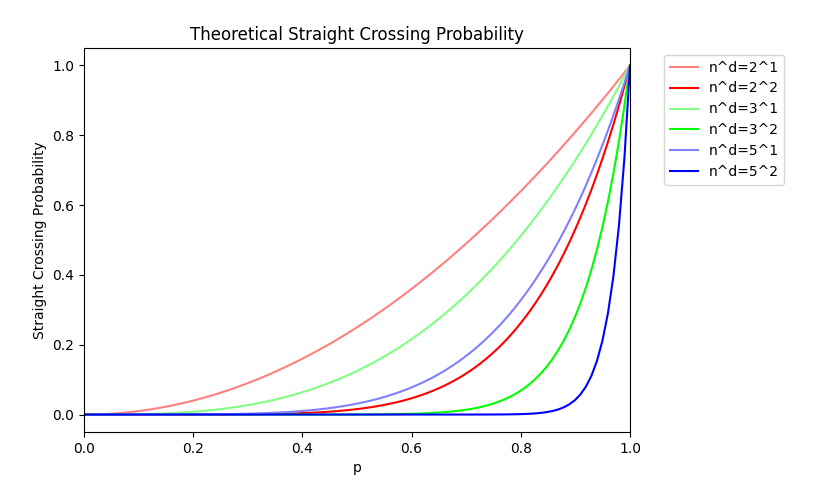 Theoretical Straight Crossing Probability
1.0
0.8
0.6
0.4
0.2
0.0
Straight Crossing Probability
0.0 0.2 0.4 0.6 0.8 1.0
p
n^d=2^1
n^d=2^2
n^d=3^1
n^d=3^2
n^d=5^1
n^d=5^2